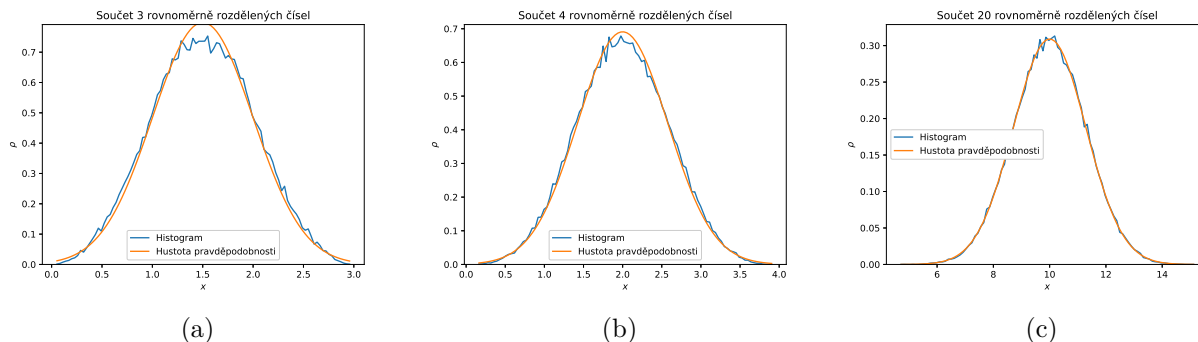 Součet 3 rovnoměrně rozdělených čísel
0.7
0.6
0.5
0.4
0.3
0.2
0.1
0.0
ρ
Histogram
Hustota pravděpodobnosti
0.0 0.5 1.0 1.5 2.0 2.5 3.0
x
(a)
Součet 4 rovnoměrně rozdělených čísel
0.7
0.6
0.5
0.4
0.3
0.2
0.1
0.0
ρ
Histogram
Hustota pravděpodobnosti
0.0 0.5 1.0 1.5 2.0 2.5 3.0 3.5 4.0
x
(b)
Součet 20 rovnoměrně rozdělených čísel
0.30
0.25
0.20
0.15
0.10
0.05
0.00
ρ
Histogram
Hustota pravděpodobnosti
6 8 10 12 14
x
(c)